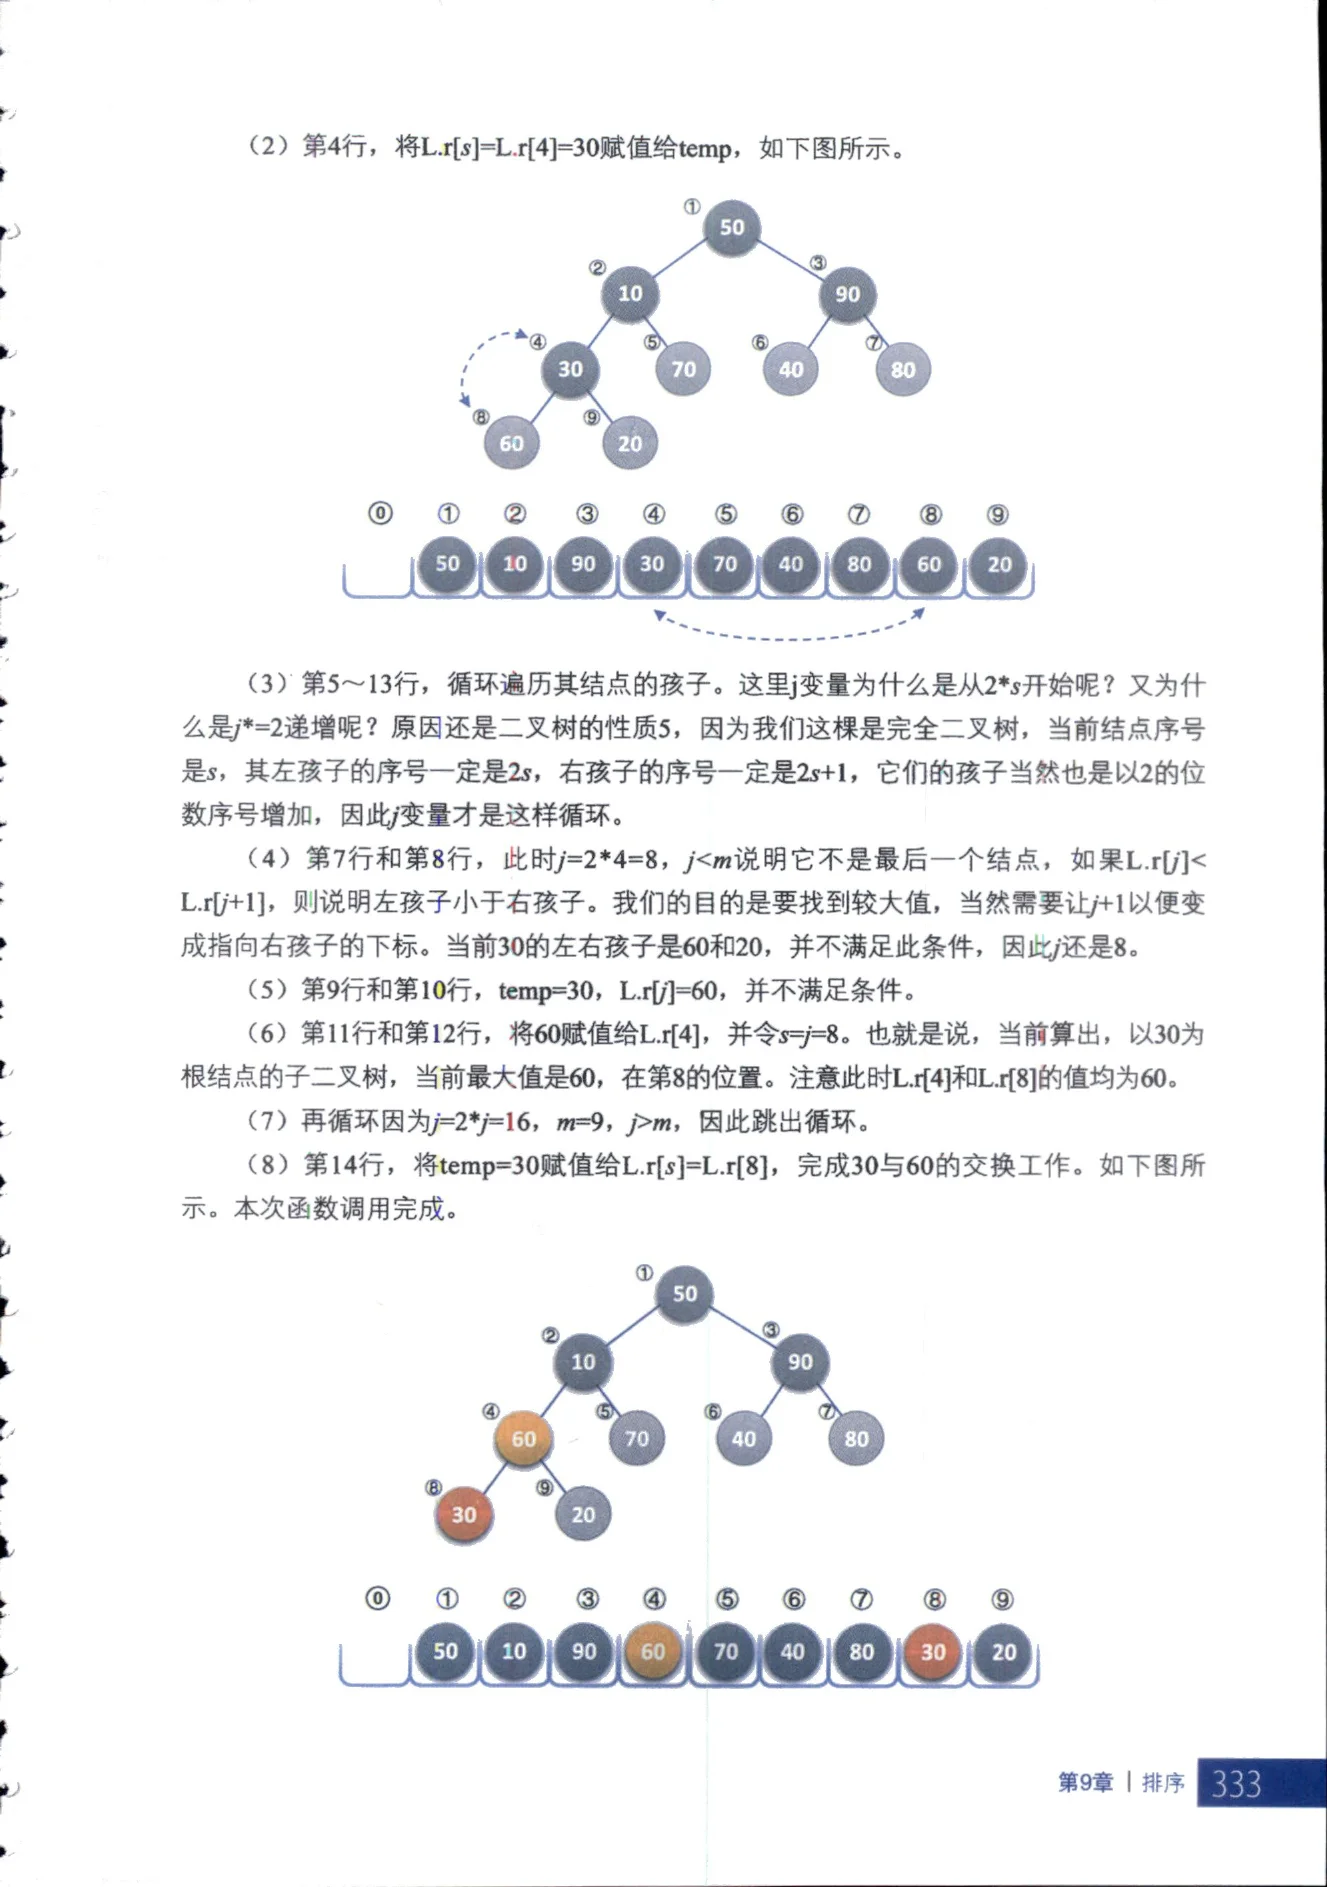 （2）第4行，将L.r[s]=L.r[4]=30赋值给temp，如下图所示。
①
50
②
③
10
90
④
⑤
⑥
⑦
30
70
40
80
⑧
⑨
60
20
⓪ ① ② ③ ④ ⑤ ⑥ ⑦ ⑧ ⑨
50 10 90 30 70 40 80 60 20
（3）第5～13行，循环遍历其结点的孩子。这里j变量为什么是从2*s开始呢？又为什
么是j*=2递增呢？原因还是二叉树的性质5，因为我们这棵是完全二叉树，当前结点序号
是s，其左孩子的序号一定是2s，右孩子的序号一定是2s+1，它们的孩子当然也是以2的位
数序号增加，因此j变量才是这样循环。
（4）第7行和第8行，此时j=2*4=8，j<m说明它不是最后一个结点，如果L.r[j]<
L.r[j+1]，则说明左孩子小于右孩子。我们的目的是要找到较大值，当然需要让j+1以便变
成指向右孩子的下标。当前30的左右孩子是60和20，并不满足此条件，因此j还是8。
（5）第9行和第10行，temp=30，L.r[j]=60，并不满足条件。
（6）第11行和第12行，将60赋值给L.r[4]，并令s=j=8。也就是说，当前算出，以30为
根结点的子二叉树，当前最大值是60，在第8的位置。注意此时L.r[4]和L.r[8]的值均为60。
（7）再循环因为j=2*j=16，m=9，j>m，因此跳出循环。
（8）第14行，将temp=30赋值给L.r[s]=L.r[8]，完成30与60的交换工作。如下图所
示。本次函数调用完成。
①
50
②
③
10
90
④
⑤
⑥
⑦
60
70
40
80
⑧
⑨
30
20
⓪ ① ② ③ ④ ⑤ ⑥ ⑦ ⑧ ⑨
50 10 90 60 70 40 80 30 20
第9章 | 排序 333